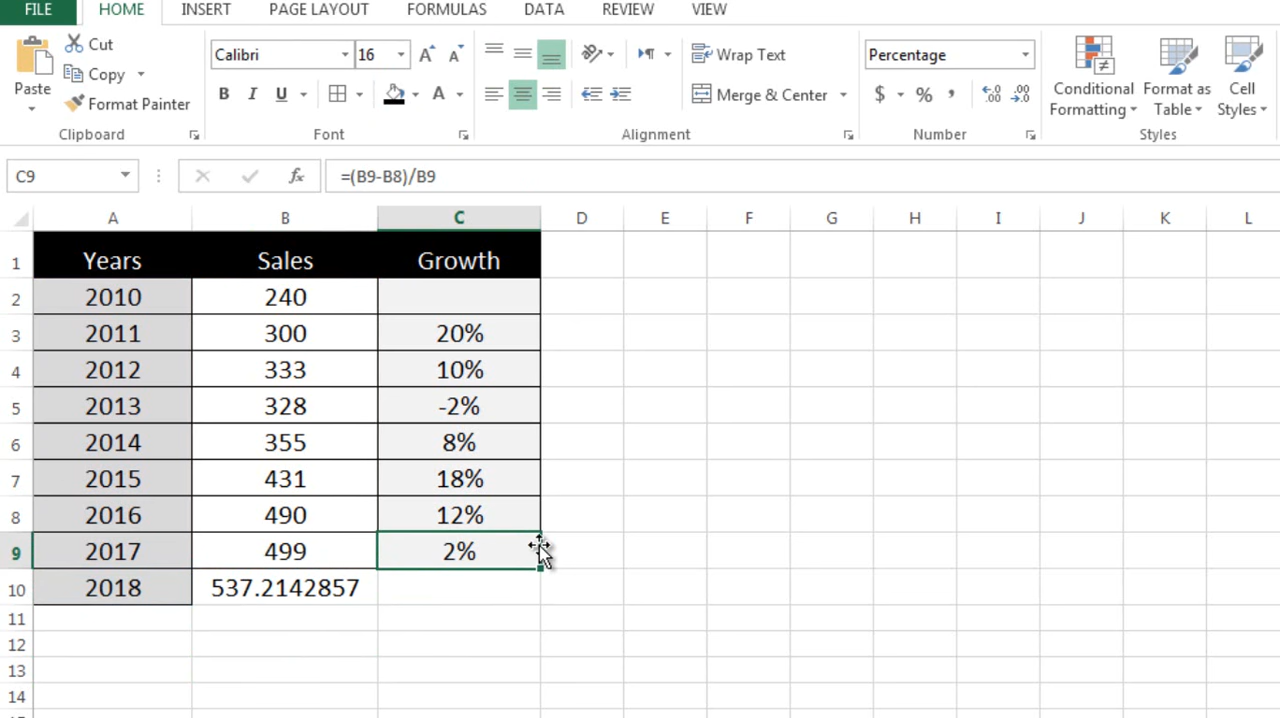 FILE HOME INSERT PAGE LAYOUT FORMULAS DATA REVIEW VIEW
Paste
Cut
Copy
Format Painter
Clipboard
Calibri 16
B I U A
Font
Wrap Text
Merge & Center
Alignment
Percentage
$ % ,
Number
Conditional Formatting
Format as Table
Cell Styles
Styles
C9 fx =(B9-B8)/B9
A B C D E F G H I J K L
1 Years Sales Growth
2 2010 240
3 2011 300 20%
4 2012 333 10%
5 2013 328 -2%
6 2014 355 8%
7 2015 431 18%
8 2016 490 12%
9 2017 499 2%
10 2018 537.2142857
11
12
13
14